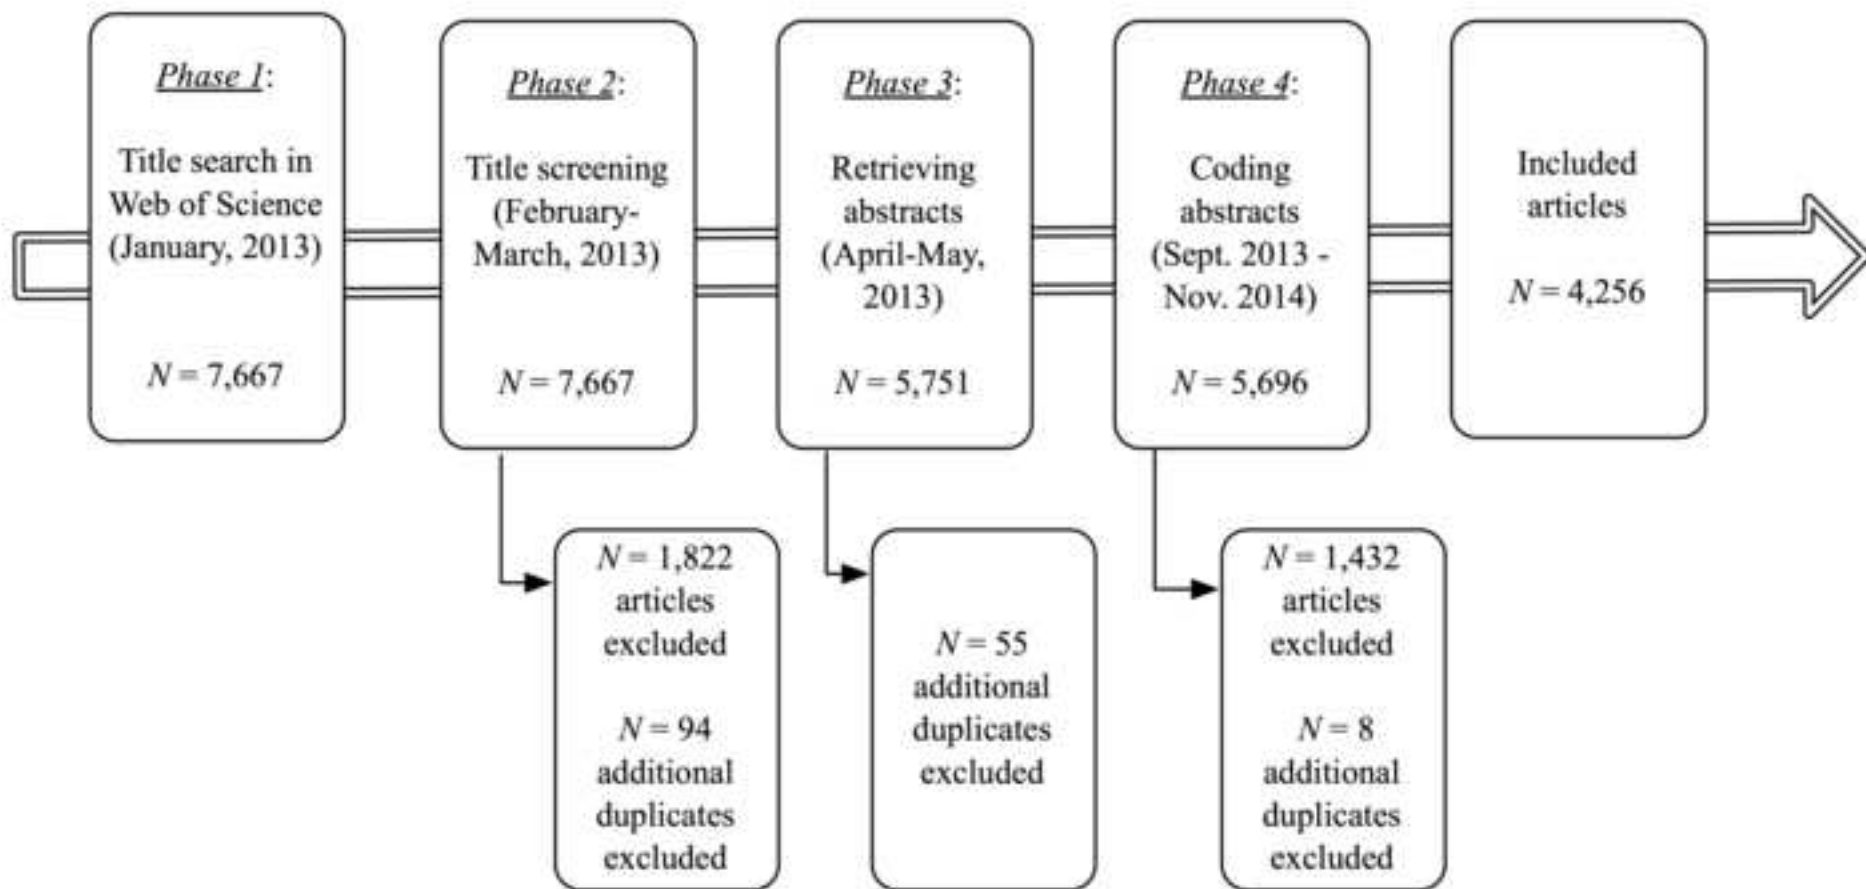 Phase 1:
Title search in
Web of Science
(January, 2013)
N = 7,667
Phase 2:
Title screening
(February-
March, 2013)
N = 7,667
Phase 3:
Retrieving
abstracts
(April-May,
2013)
N = 5,751
Phase 4:
Coding
abstracts
(Sept. 2013 -
Nov. 2014)
N = 5,696
Included
articles
N = 4,256
N = 1,822
articles
excluded
N = 94
additional
duplicates
excluded
N = 55
additional
duplicates
excluded
N = 1,432
articles
excluded
N = 8
additional
duplicates
excluded